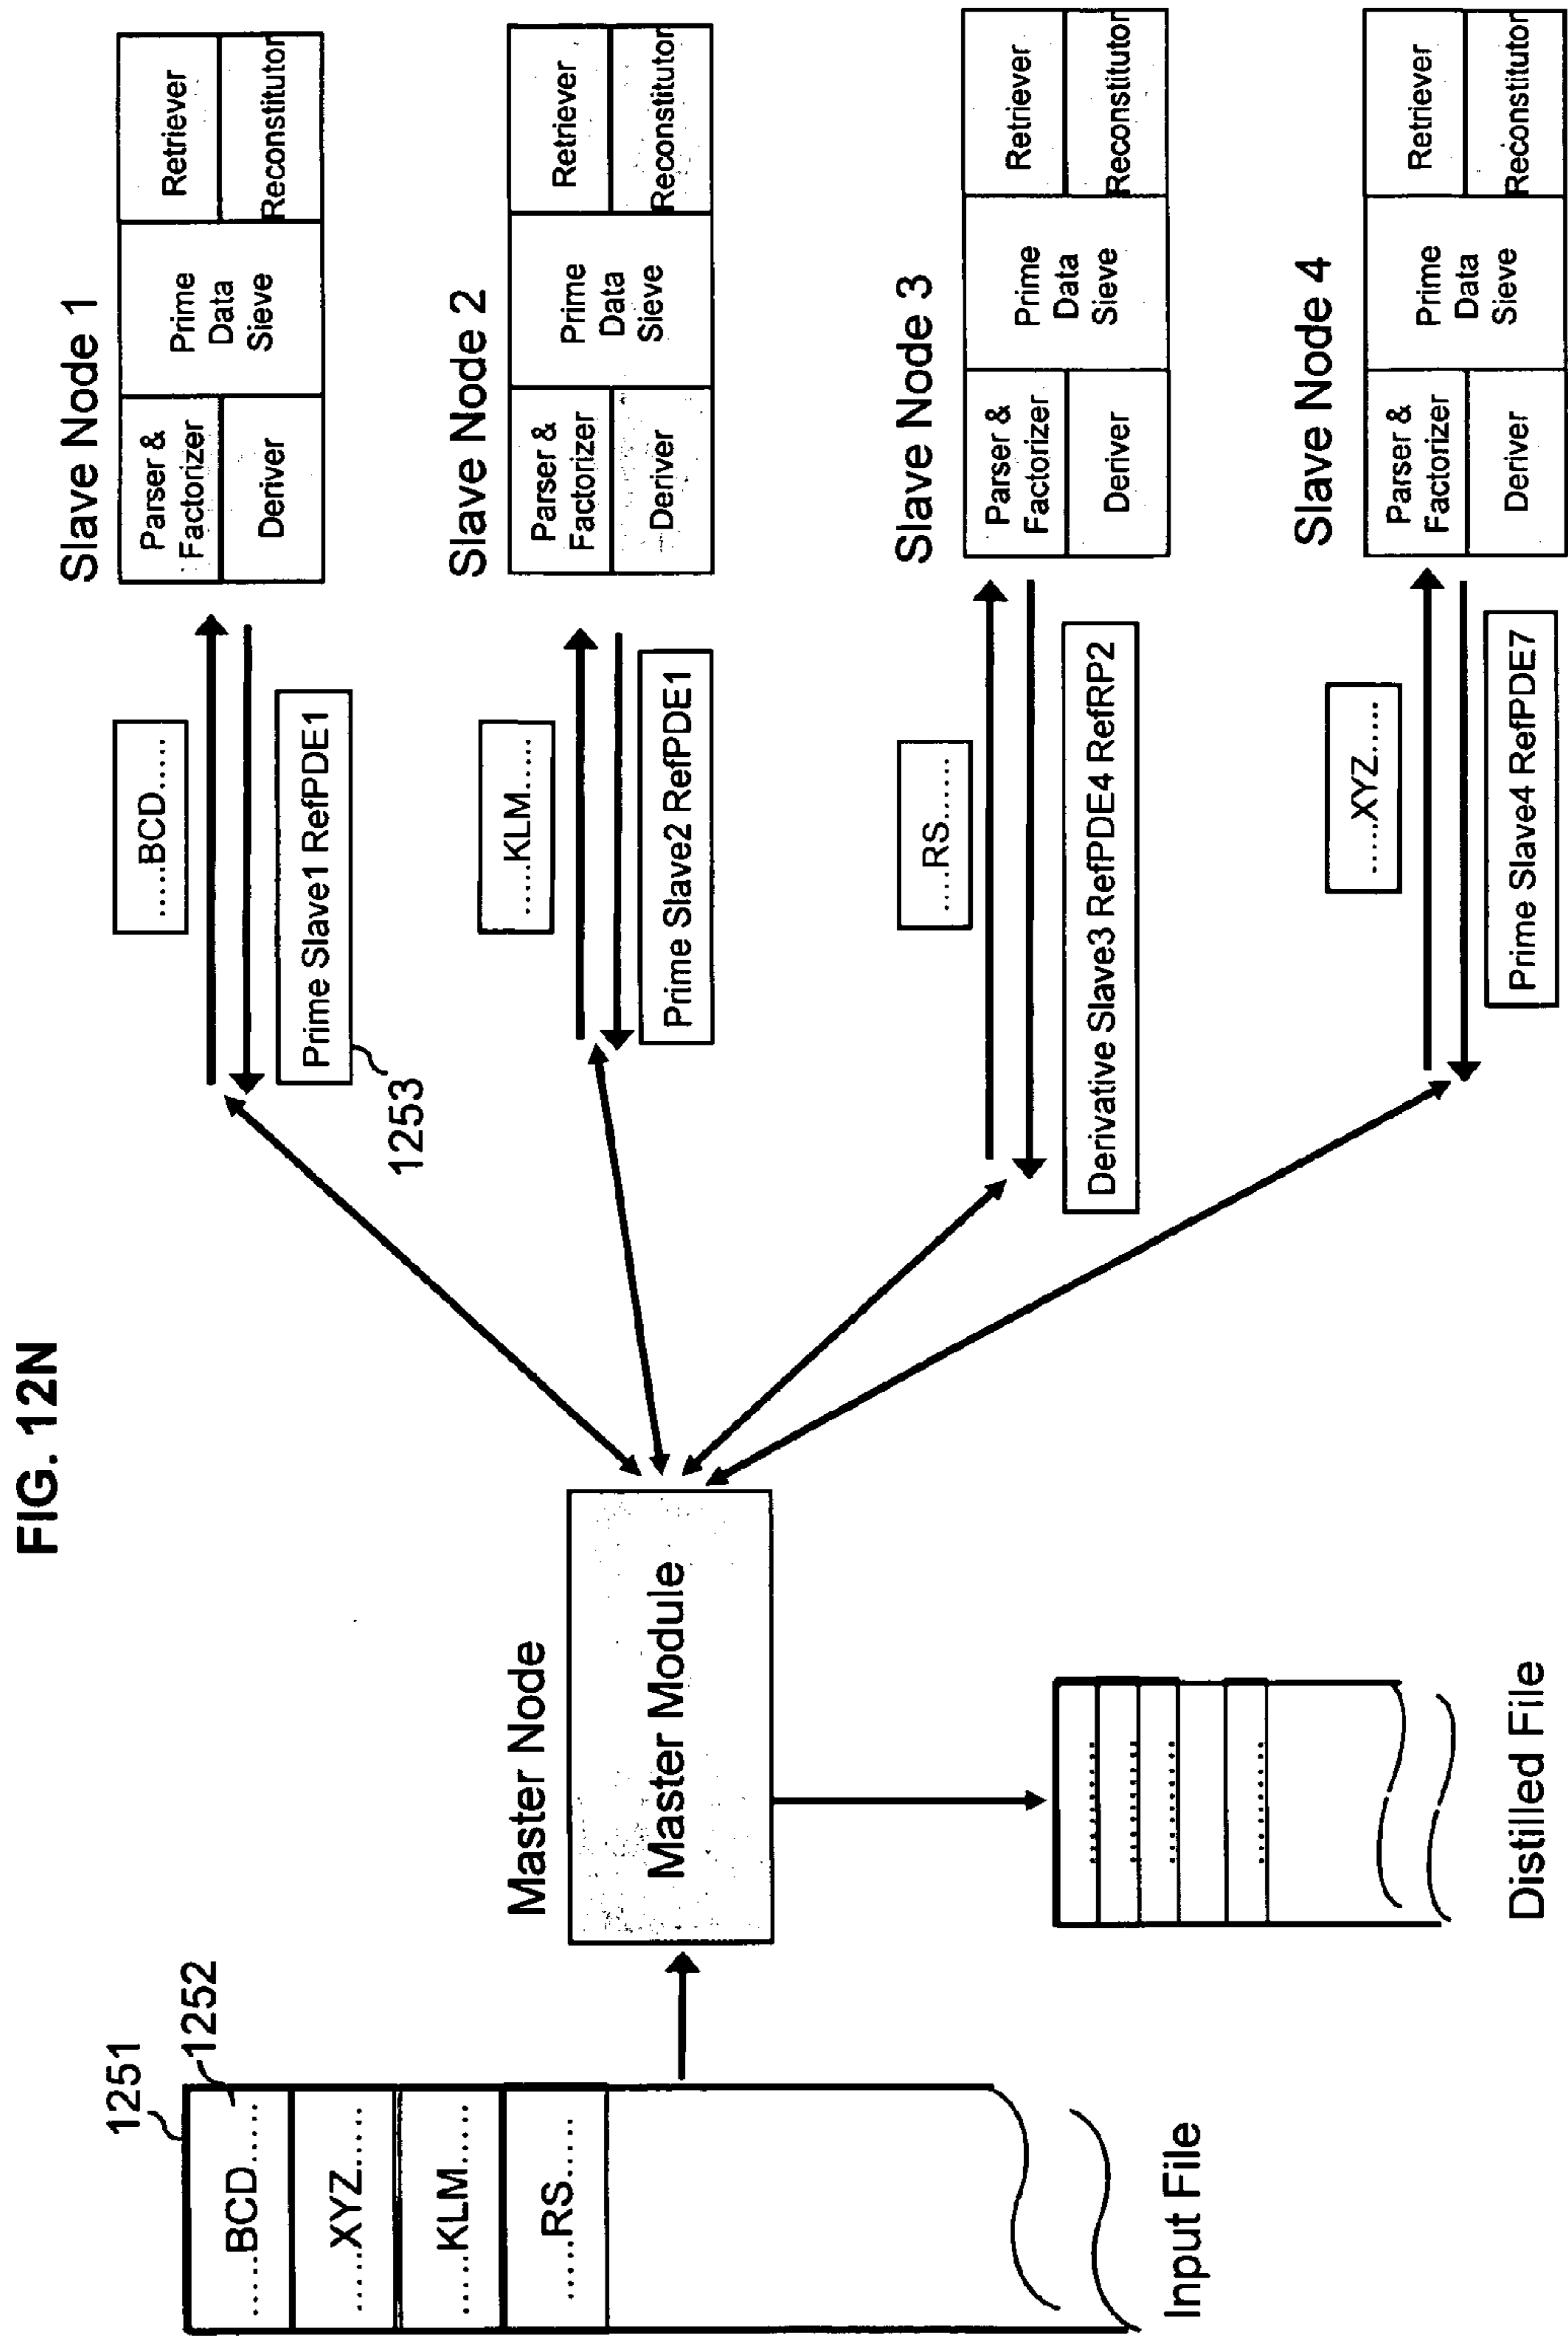 FIG. 12N
1251
1252
.....BCD.....
.....XYZ.....
.....KLM.....
.....RS.....
Input File
Master Node
Master Module
Distilled File
.....BCD.....
Prime Slave1 RefPDE1
1253
Slave Node 1
Parser &
Factorizer
Deriver
Prime
Data
Sieve
Retriever
Reconstitutor
.....KLM.....
Prime Slave2 RefPDE1
Slave Node 2
Parser &
Factorizer
Deriver
Prime
Data
Sieve
Retriever
Reconstitutor
....RS......
Derivative Slave3 RefPDE4 RefRP2
Slave Node 3
Parser &
Factorizer
Deriver
Prime
Data
Sieve
Retriever
Reconstitutor
.....XYZ.....
Prime Slave4 RefPDE7
Slave Node 4
Parser &
Factorizer
Deriver
Prime
Data
Sieve
Retriever
Reconstitutor